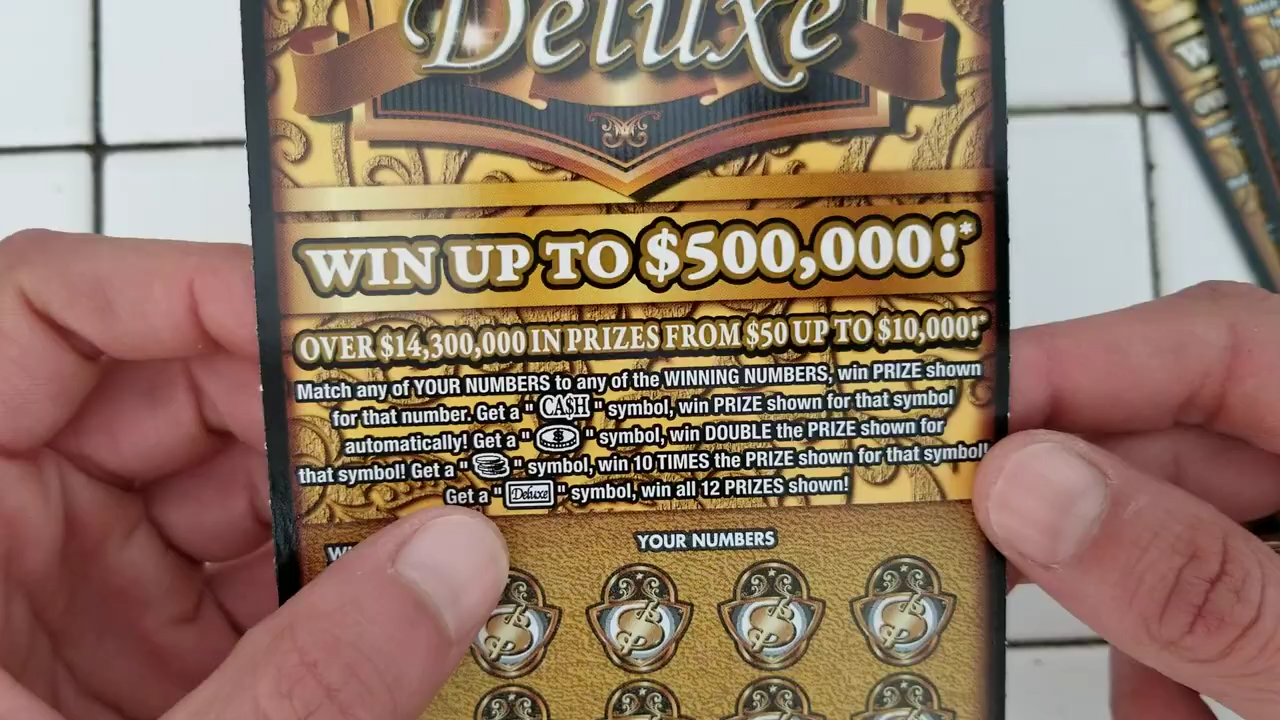 Deluxe
WIN UP TO $500,000!*
OVER $14,300,000 IN PRIZES FROM $50 UP TO $10,000!*
Match any of YOUR NUMBERS to any of the WINNING NUMBERS, win PRIZE shown
for that number. Get a "CA$H" symbol, win PRIZE shown for that symbol
automatically! Get a "$" symbol, win DOUBLE the PRIZE shown for
that symbol! Get a " " symbol, win 10 TIMES the PRIZE shown for that symbol!
Get a "Deluxe" symbol, win all 12 PRIZES shown!
YOUR NUMBERS